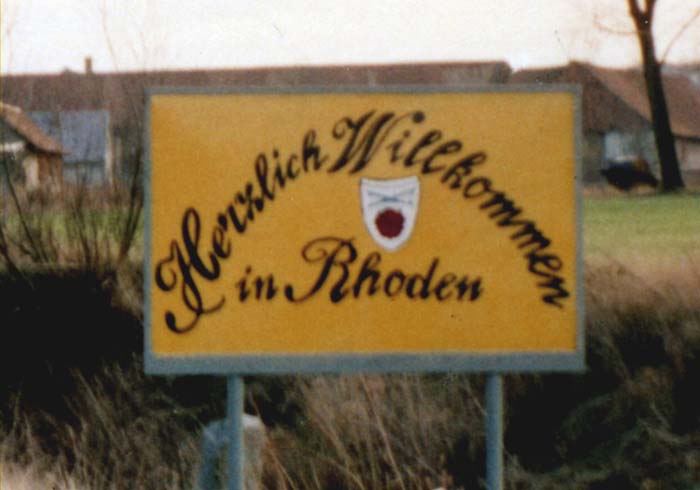 Herzlich Willkommen
in Rhoden